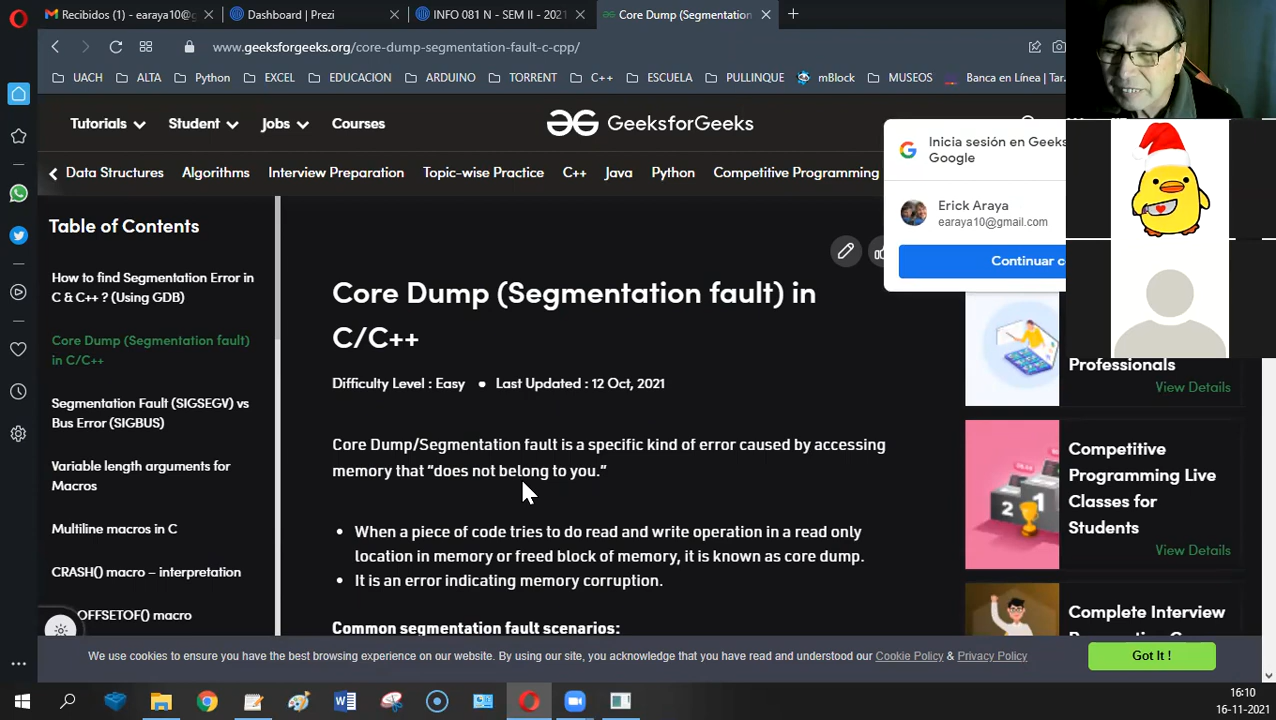 Recibidos (1) - earaya10@g
Dashboard | Prezi
INFO 081 N - SEM II - 2021
Core Dump (Segmentation
www.geeksforgeeks.org/core-dump-segmentation-fault-c-cpp/
UACH
ALTA
Python
EXCEL
EDUCACION
ARDUINO
TORRENT
C++
ESCUELA
PULLINQUE
mBlock
MUSEOS
Banca en Línea | Tar.
Tutorials
Student
Jobs
Courses
GeeksforGeeks
Data Structures
Algorithms
Interview Preparation
Topic-wise Practice
C++
Java
Python
Competitive Programming
Inicia sesión en Geeks
Google
Erick Araya
earaya10@gmail.com
Continuar c
Table of Contents
How to find Segmentation Error in
C & C++ ? (Using GDB)
Core Dump (Segmentation fault)
in C/C++
Segmentation Fault (SIGSEGV) vs
Bus Error (SIGBUS)
Variable length arguments for
Macros
Multiline macros in C
CRASH() macro – interpretation
OFFSETOF() macro
Core Dump (Segmentation fault) in
C/C++
Difficulty Level : Easy ● Last Updated : 12 Oct, 2021
Core Dump/Segmentation fault is a specific kind of error caused by accessing
memory that “does not belong to you.”
• When a piece of code tries to do read and write operation in a read only
location in memory or freed block of memory, it is known as core dump.
• It is an error indicating memory corruption.
Common segmentation fault scenarios:
Professionals
View Details
Competitive
Programming Live
Classes for
Students
View Details
Complete Interview
We use cookies to ensure you have the best browsing experience on our website. By using our site, you acknowledge that you have read and understood our Cookie Policy & Privacy Policy
Got It !
16:10
16-11-2021